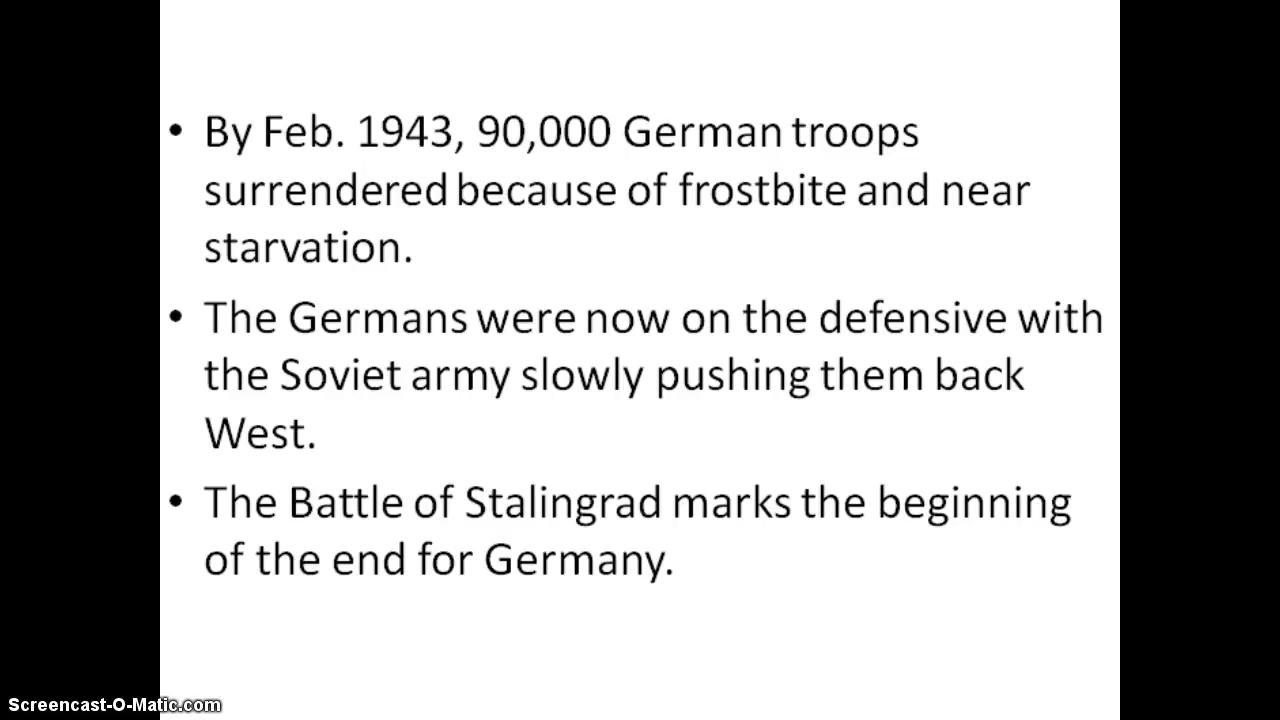 • By Feb. 1943, 90,000 German troops
surrendered because of frostbite and near
starvation.
• The Germans were now on the defensive with
the Soviet army slowly pushing them back
West.
• The Battle of Stalingrad marks the beginning
of the end for Germany.
Screencast-O-Matic.com